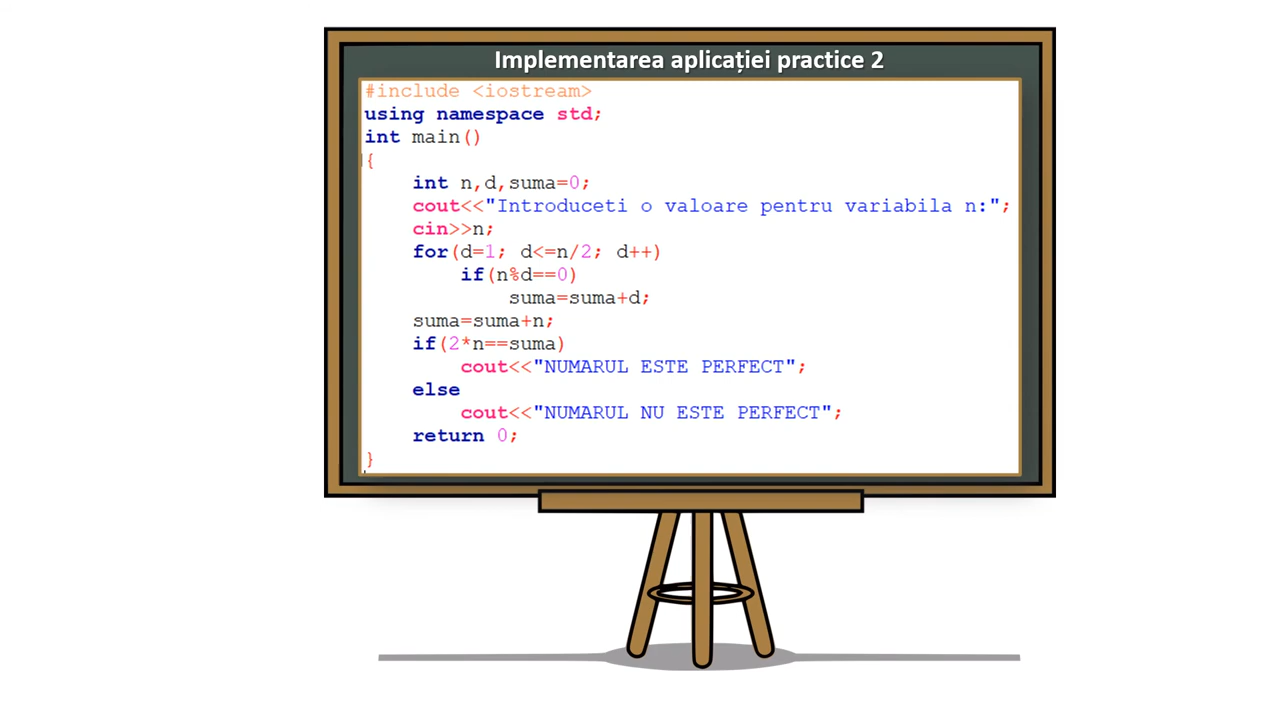 Implementarea aplicației practice 2
#include <iostream>
using namespace std;
int main()
{
    int n,d,suma=0;
    cout<<"Introduceti o valoare pentru variabila n:";
    cin>>n;
    for(d=1; d<=n/2; d++)
        if(n%d==0)
            suma=suma+d;
    suma=suma+n;
    if(2*n==suma)
        cout<<"NUMARUL ESTE PERFECT";
    else
        cout<<"NUMARUL NU ESTE PERFECT";
    return 0;
}